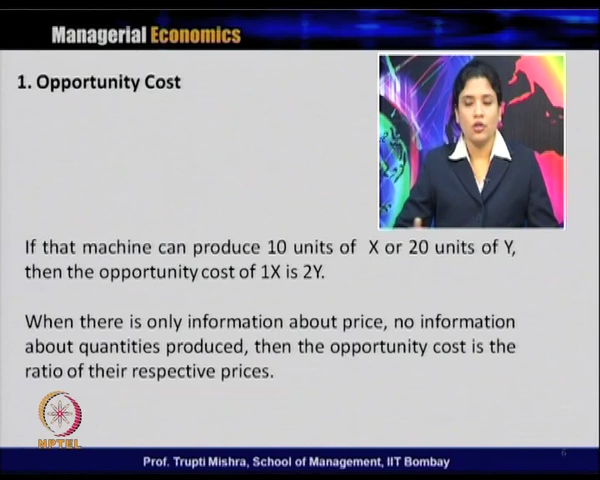 Managerial Economics
1. Opportunity Cost
If that machine can produce 10 units of X or 20 units of Y,
then the opportunity cost of 1X is 2Y.
When there is only information about price, no information
about quantities produced, then the opportunity cost is the
ratio of their respective prices.
NPTEL
Prof. Trupti Mishra, School of Management, IIT Bombay
6